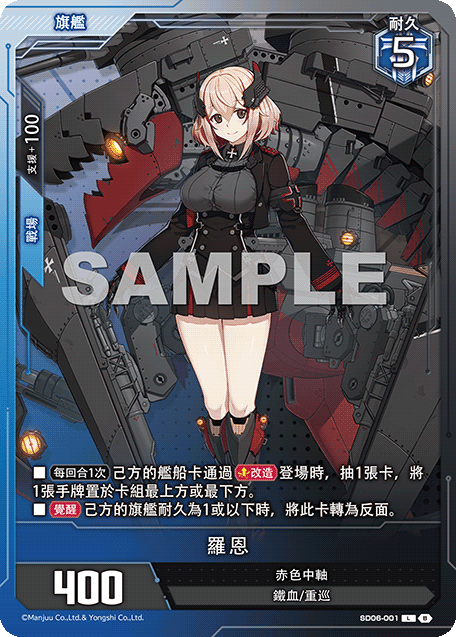 旗艦
耐久
5
支援+100
戰場
SAMPLE
■ 每回合1次 己方的艦船卡通過 改造 登場時，抽1張卡，將
1張手牌置於卡組最上方或最下方。
■ 覺醒 己方的旗艦耐久為1或以下時，將此卡轉為反面。
羅恩
400
赤色中軸
鐵血/重巡
©Manjuu Co.,Ltd.& Yongshi Co.,Ltd.
SD06-001 L B